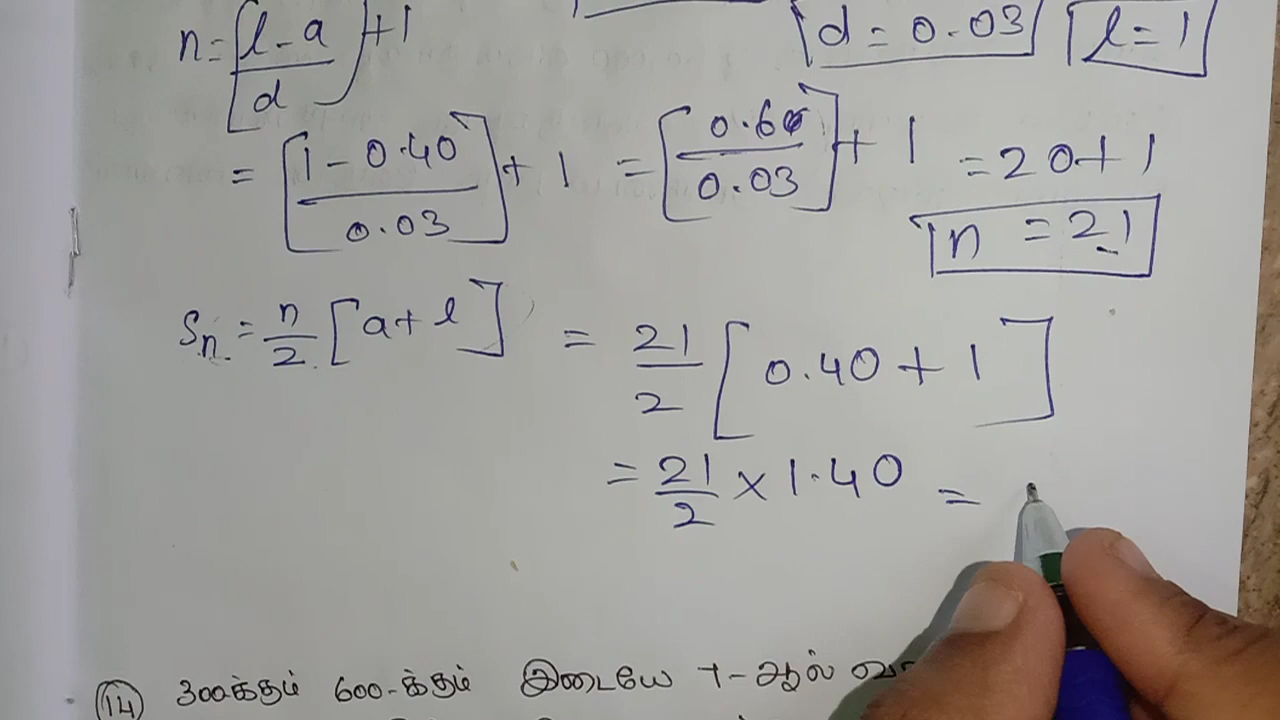 n = [l - a / d] + 1
d = 0.03 l = 1
= [1 - 0.40 / 0.03] + 1 = [0.60 / 0.03] + 1 = 20 + 1
n = 21
Sn = n/2 [a + l] = 21/2 [0.40 + 1]
= 21/2 × 1.40 =
14 300க்கும் 600-க்கும் இடையே 7-ஆல்